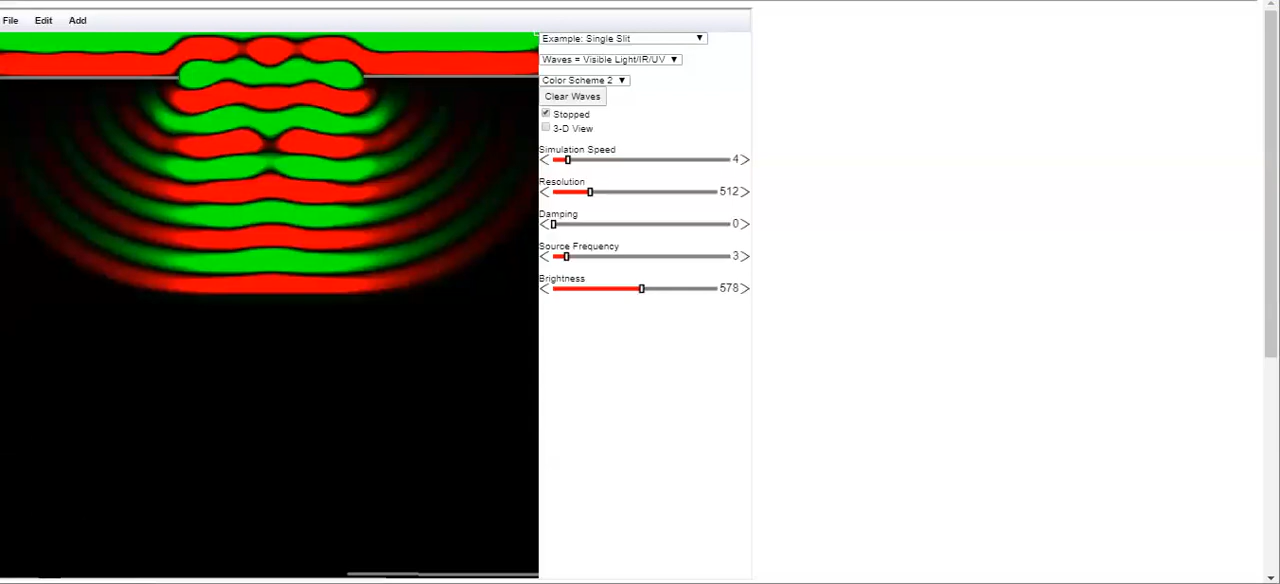 File Edit Add
Example: Single Slit
Waves = Visible Light/IR/UV
Color Scheme 2
Clear Waves
Stopped
3-D View
Simulation Speed
4
Resolution
512
Damping
0
Source Frequency
3
Brightness
578